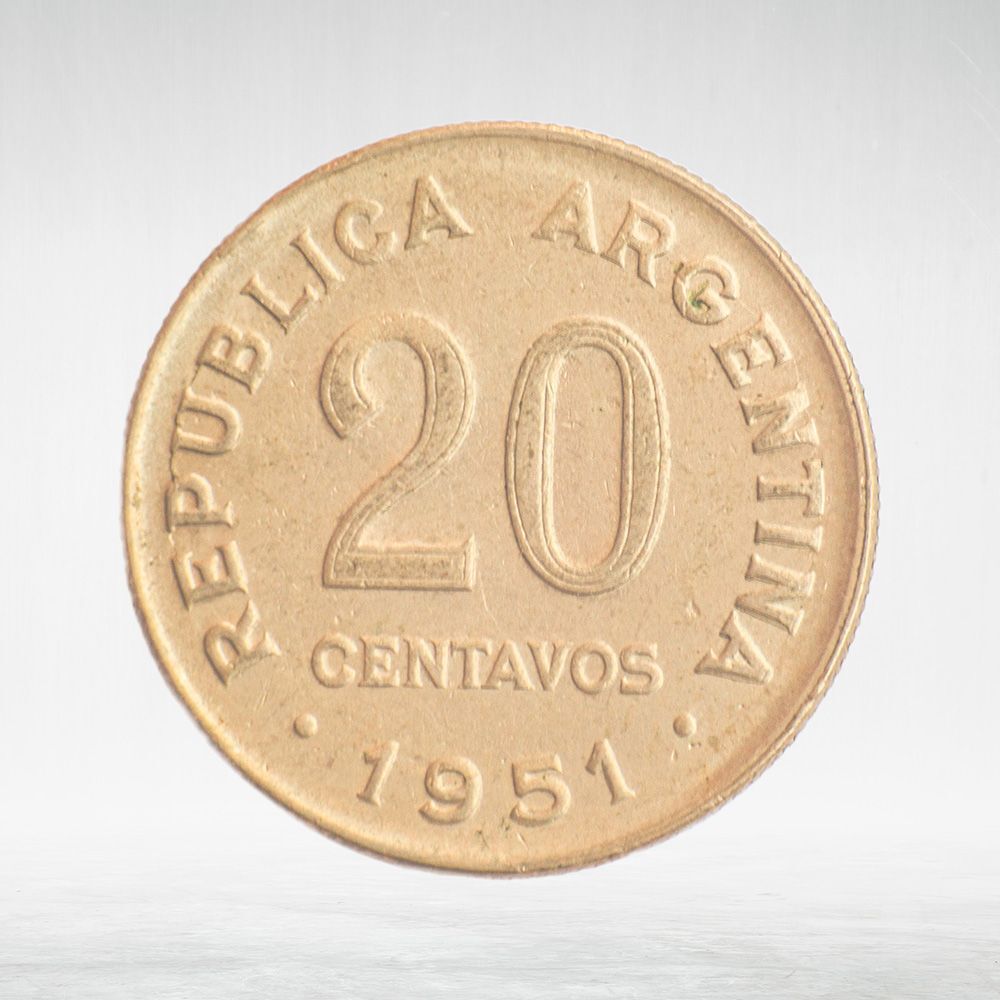 REPUBLICA ARGENTINA
20
CENTAVOS
• 1951 •